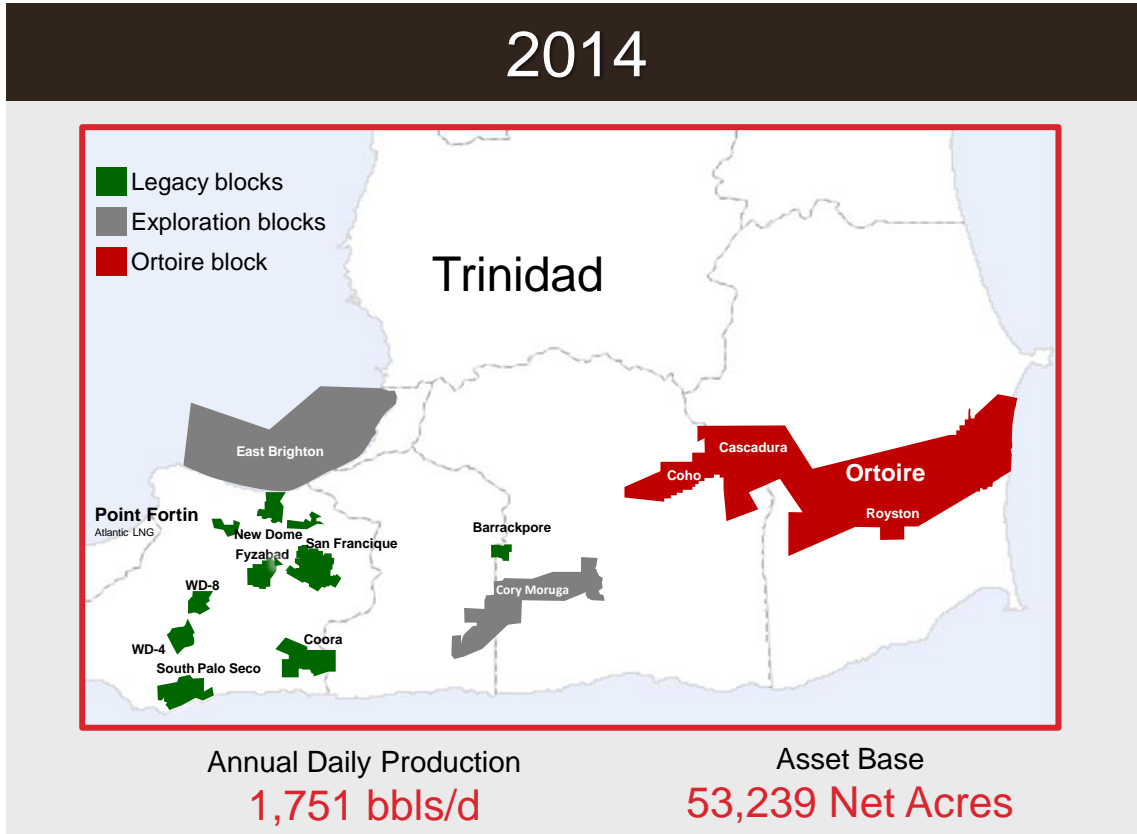 2014
Legacy blocks
Exploration blocks
Ortoire block
Trinidad
East Brighton
Cascadura
Coho
Ortoire
Royston
Point Fortin
Atlantic LNG
New Dome
Fyzabad
San Francique
Barrackpore
WD-8
Cory Moruga
WD-4
Coora
South Palo Seco
Annual Daily Production
1,751 bbls/d
Asset Base
53,239 Net Acres